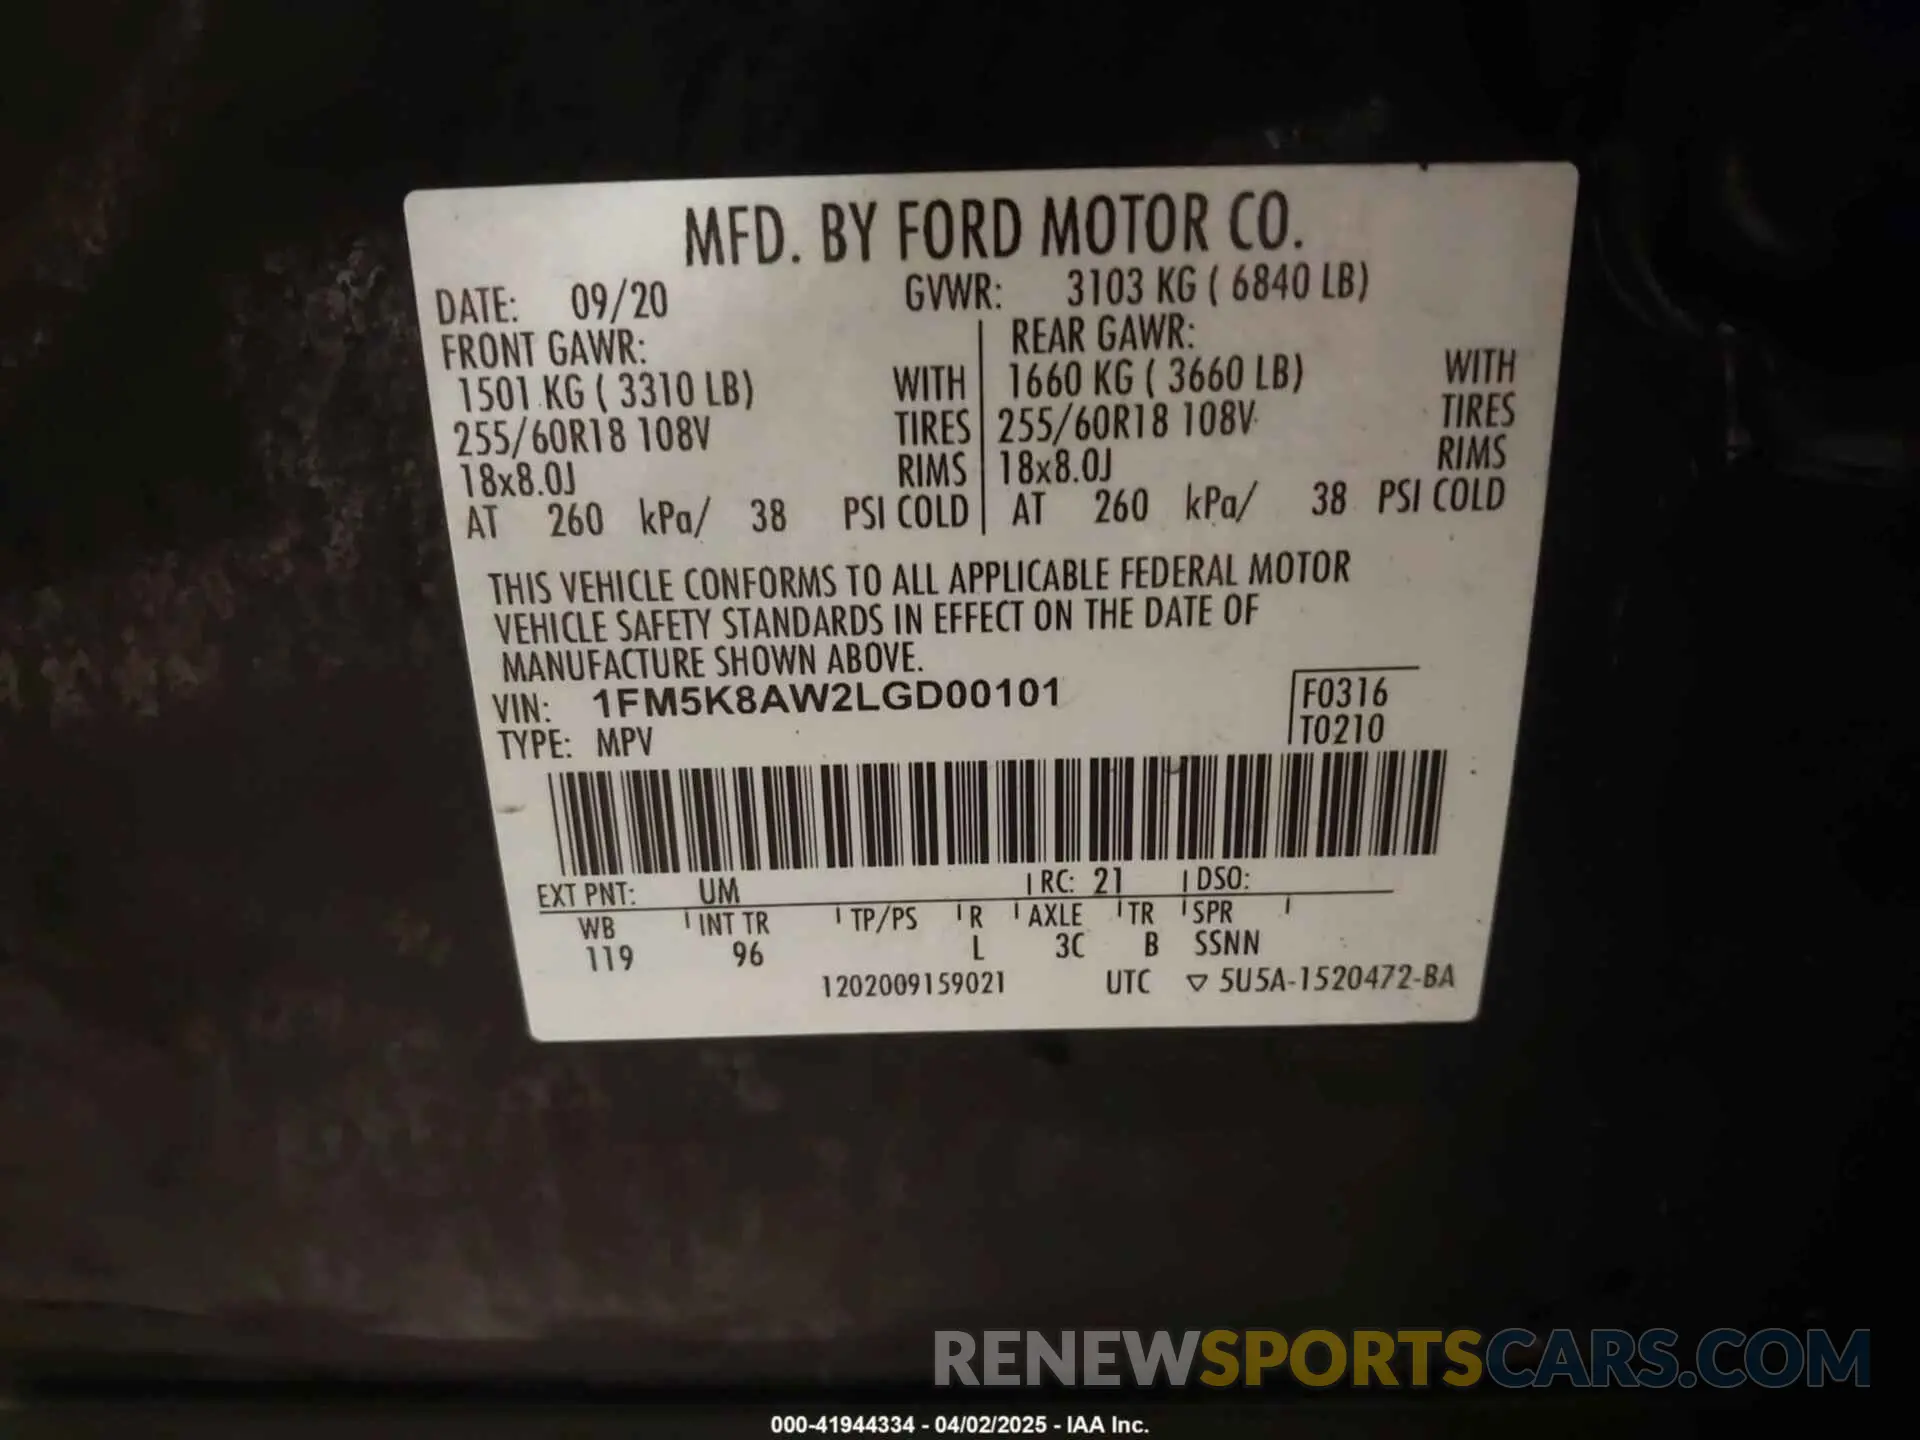 MFD. BY FORD MOTOR CO.
DATE: 09/20 GVWR: 3103 KG ( 6840 LB)
FRONT GAWR: REAR GAWR:
1501 KG ( 3310 LB) WITH 1660 KG ( 3660 LB) WITH
255/60R18 108V TIRES 255/60R18 108V TIRES
18x8.0J RIMS 18x8.0J RIMS
AT 260 kPa/ 38 PSI COLD AT 260 kPa/ 38 PSI COLD
THIS VEHICLE CONFORMS TO ALL APPLICABLE FEDERAL MOTOR
VEHICLE SAFETY STANDARDS IN EFFECT ON THE DATE OF
MANUFACTURE SHOWN ABOVE.
VIN: 1FM5K8AW2LGD00101 F0316
TYPE: MPV T0210
EXT PNT: UM RC: 21 DSO:
WB INT TR TP/PS R AXLE TR SPR
119 96 L 3C B SSNN
1202009159021 UTC ▽ 5U5A-1520472-BA
RENEWSPORTSCARS.COM
000-41944334 - 04/02/2025 - IAA Inc.